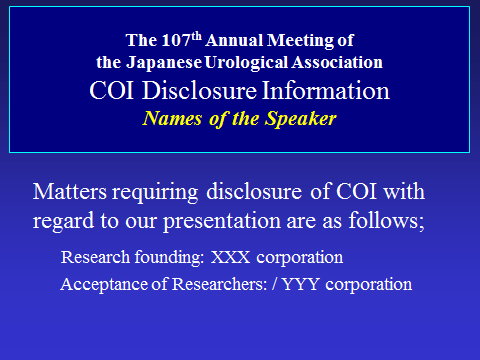 The 107th Annual Meeting of
the Japanese Urological Association
COI Disclosure Information
Names of the Speaker
Matters requiring disclosure of COI with
regard to our presentation are as follows;
Research founding: XXX corporation
Acceptance of Researchers: / YYY corporation